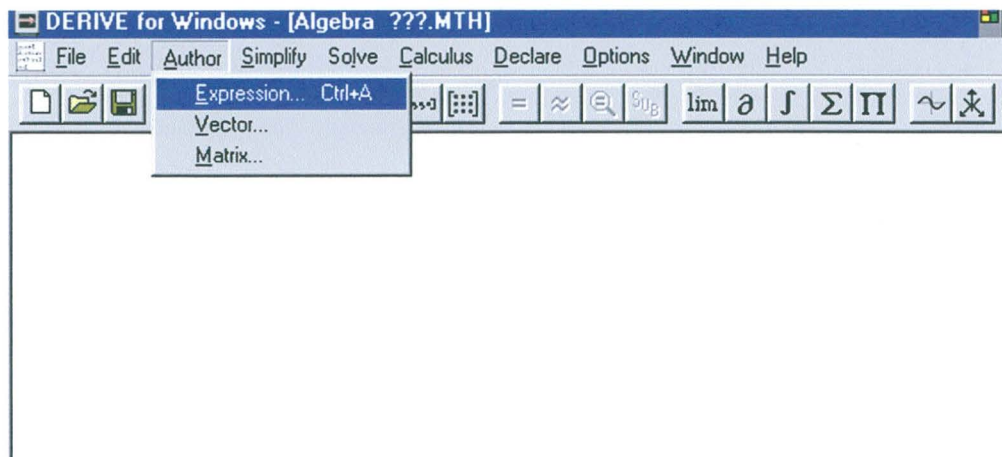 DERIVE for Windows - [Algebra ???.MTH]
File Edit Author Simplify Solve Calculus Declare Options Window Help
= ≈ SUB lim ∂ ∫ Σ Π
Expression... Ctrl+A
Vector...
Matrix...